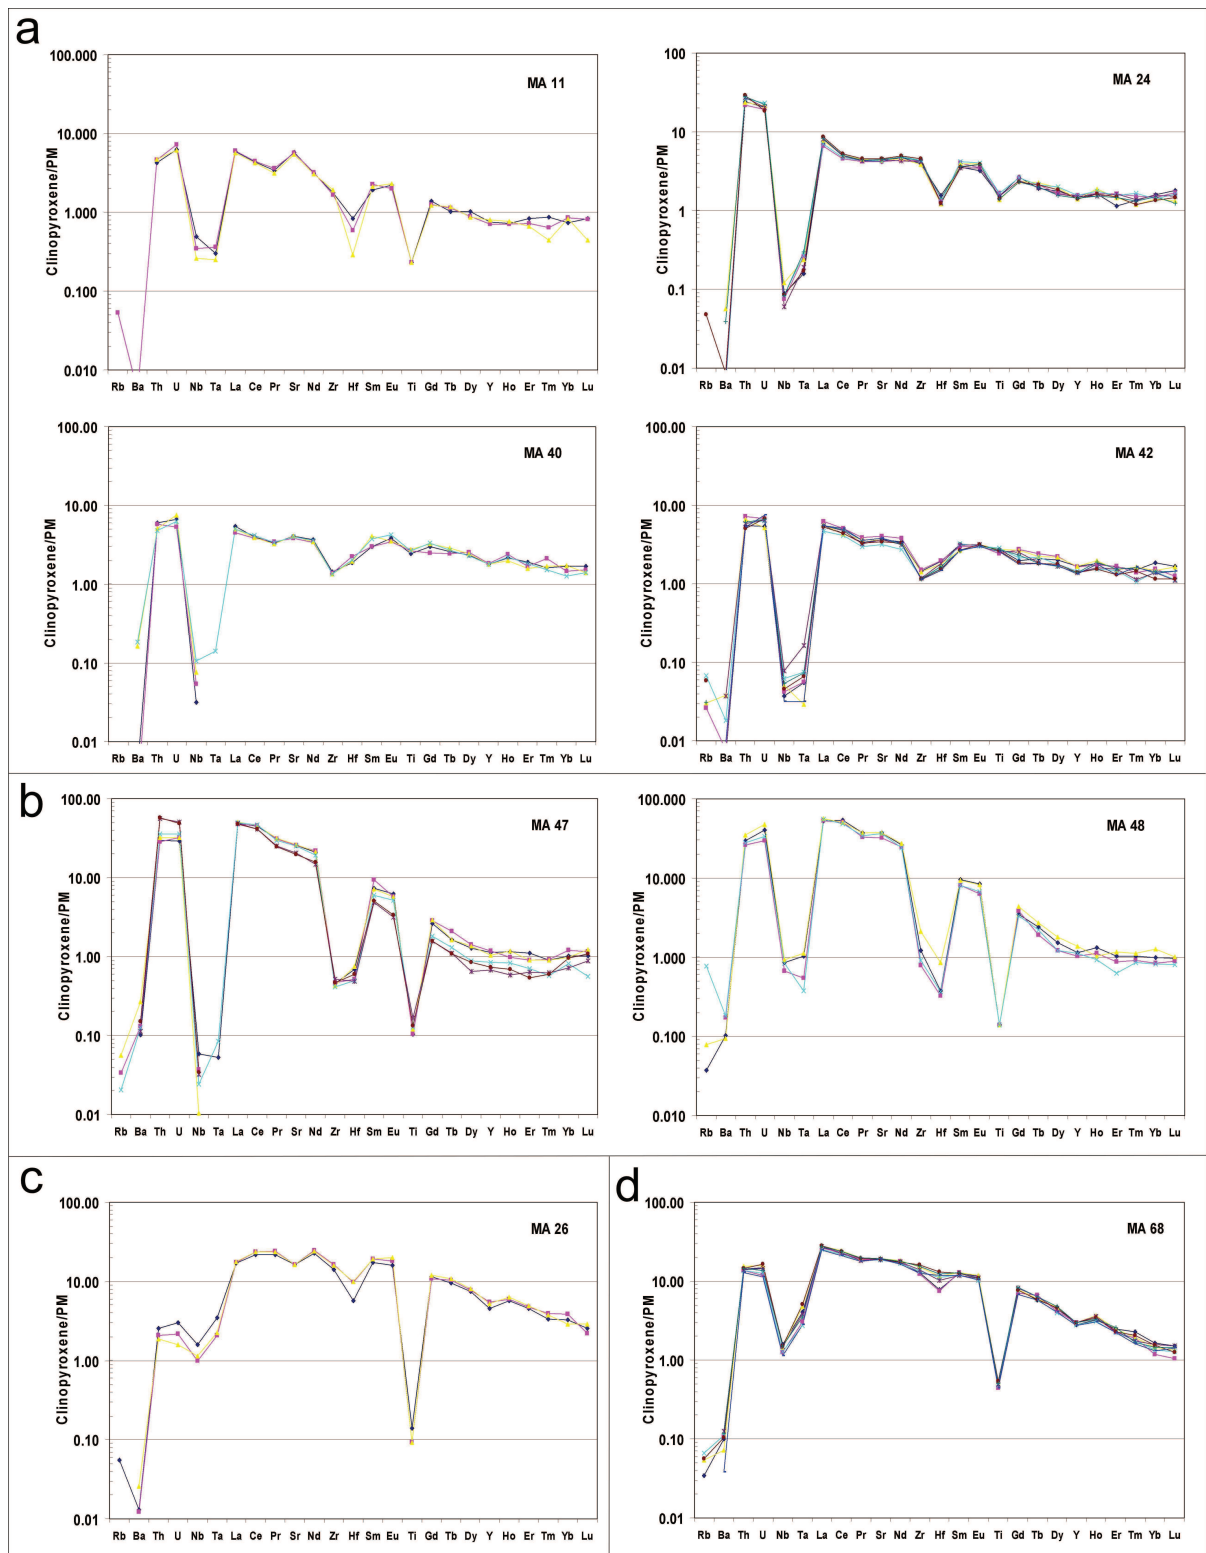 a
Clinopyroxene/PM
100.000
10.000
1.000
0.100
0.010
MA 11
Rb Ba Th U Nb Ta La Ce Pr Sr Nd Zr Hf Sm Eu Ti Gd Tb Dy Y Ho Er Tm Yb Lu
Clinopyroxene/PM
100
10
1
0.1
0.01
MA 24
Rb Ba Th U Nb Ta La Ce Pr Sr Nd Zr Hf Sm Eu Ti Gd Tb Dy Y Ho Er Tm Yb Lu
Clinopyroxene/PM
100.00
10.00
1.00
0.10
0.01
MA 40
Rb Ba Th U Nb Ta La Ce Pr Sr Nd Zr Hf Sm Eu Ti Gd Tb Dy Y Ho Er Tm Yb Lu
Clinopyroxene/PM
100.00
10.00
1.00
0.10
0.01
MA 42
Rb Ba Th U Nb Ta La Ce Pr Sr Nd Zr Hf Sm Eu Ti Gd Tb Dy Y Ho Er Tm Yb Lu
b
Clinopyroxene/PM
100.00
10.00
1.00
0.10
0.01
MA 47
Rb Ba Th U Nb Ta La Ce Pr Sr Nd Zr Hf Sm Eu Ti Gd Tb Dy Y Ho Er Tm Yb Lu
Clinopyroxene/PM
100.000
10.000
1.000
0.100
0.010
MA 48
Rb Ba Th U Nb Ta La Ce Pr Sr Nd Zr Hf Sm Eu Ti Gd Tb Dy Y Ho Er Tm Yb Lu
c
Clinopyroxene/PM
100.00
10.00
1.00
0.10
0.01
MA 26
Rb Ba Th U Nb Ta La Ce Pr Sr Nd Zr Hf Sm Eu Ti Gd Tb Dy Y Ho Er Tm Yb Lu
d
Clinopyroxene/PM
100.00
10.00
1.00
0.10
0.01
MA 68
Rb Ba Th U Nb Ta La Ce Pr Sr Nd Zr Hf Sm Eu Ti Gd Tb Dy Y Ho Er Tm Yb Lu